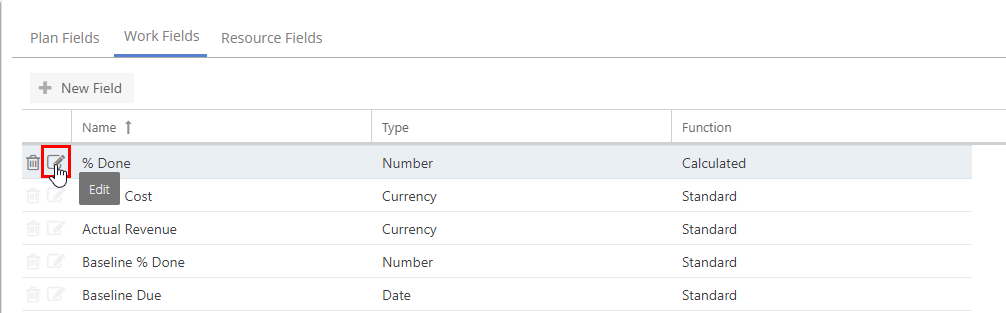 Plan Fields Work Fields Resource Fields
New Field
Name Type Function
% Done Number Calculated
Edit
Cost Currency Standard
Actual Revenue Currency Standard
Baseline % Done Number Standard
Baseline Due Date Standard